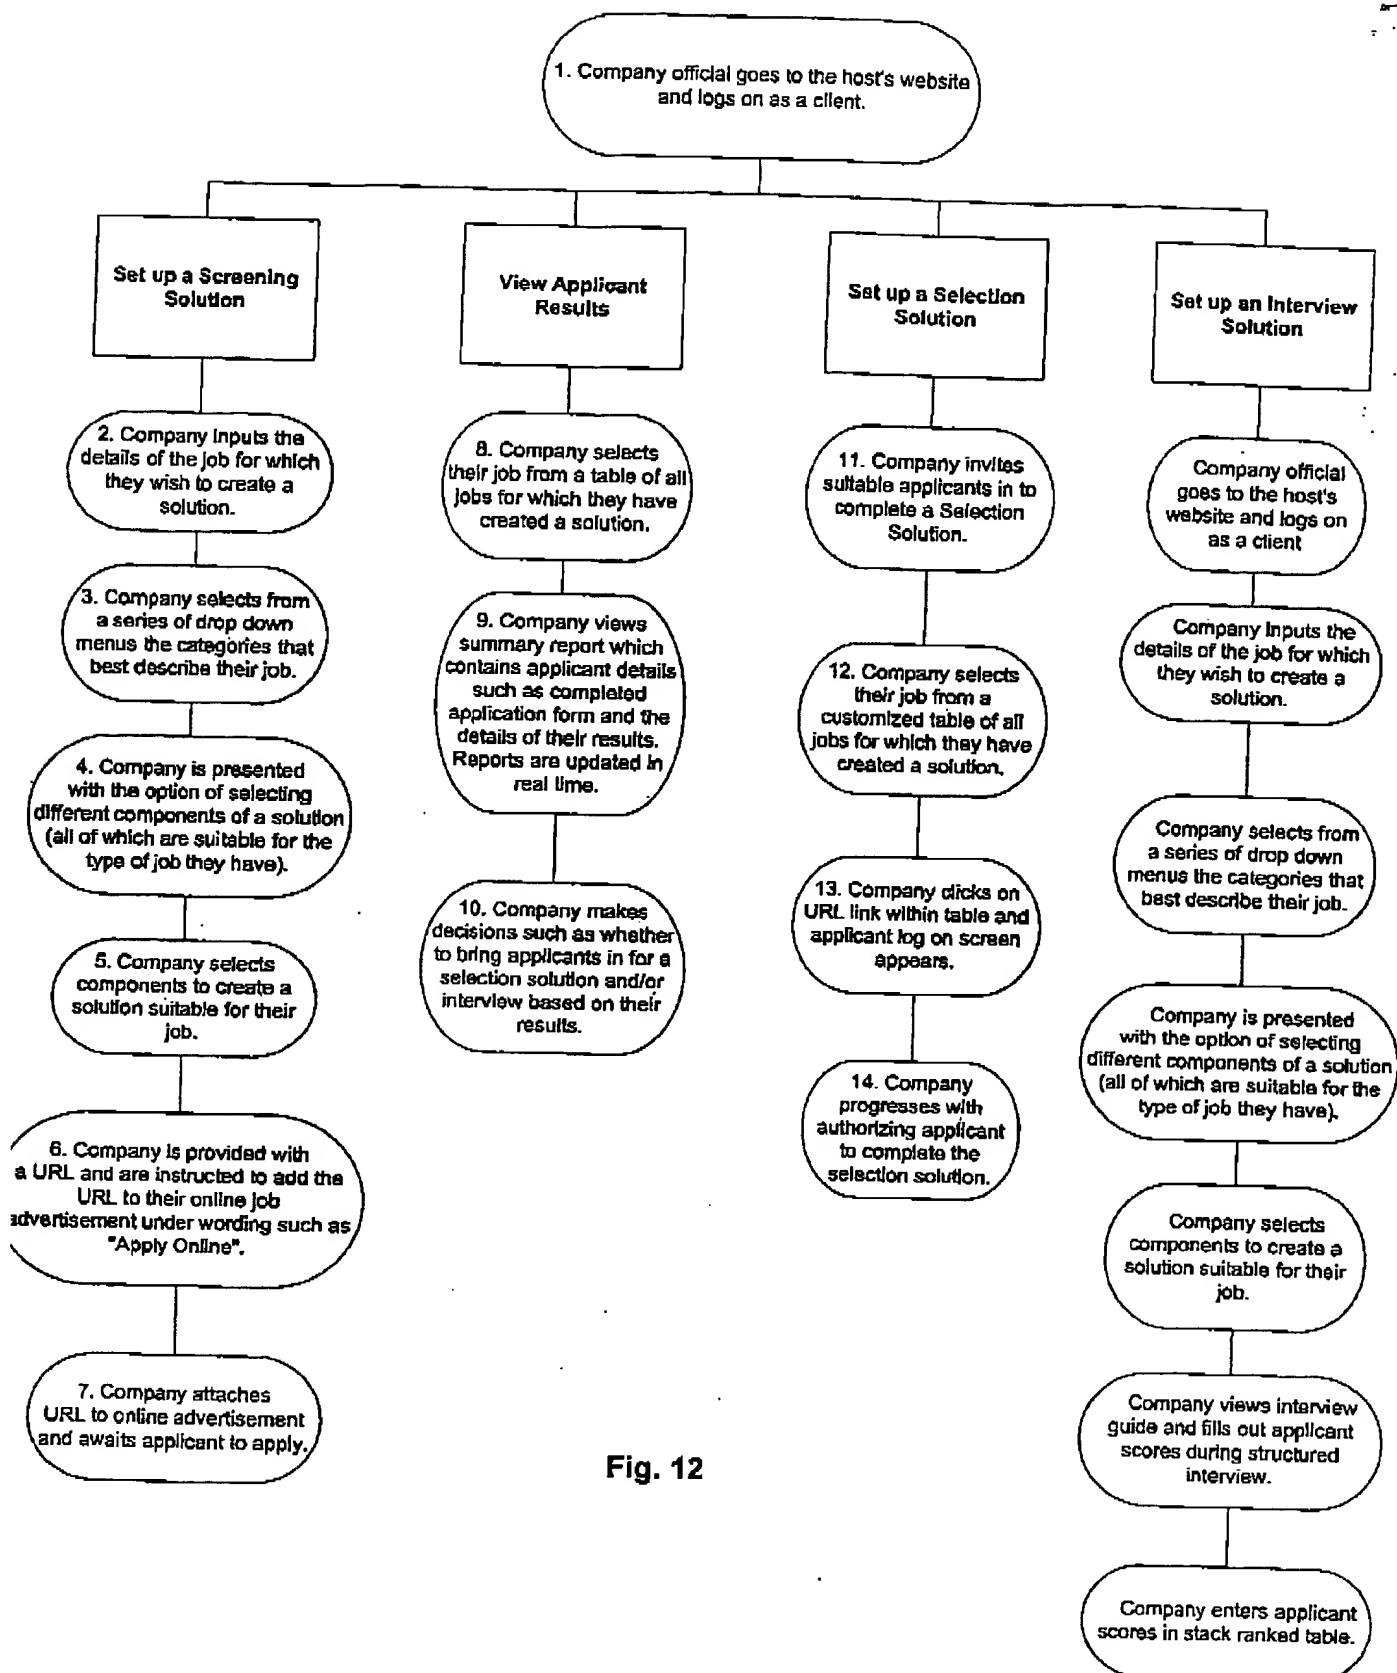 1. Company official goes to the host's website
and logs on as a client.
Set up a Screening
Solution
2. Company Inputs the
details of the job for which
they wish to create a
solution.
3. Company selects from
a series of drop down
menus the categories that
best describe their job.
4. Company is presented
with the option of selecting
different components of a solution
(all of which are suitable for the
type of job they have).
5. Company selects
components to create a
solution suitable for their
job.
6. Company is provided with
a URL and are instructed to add the
URL to their online job
advertisement under wording such as
"Apply Online".
7. Company attaches
URL to online advertisement
and awaits applicant to apply.
View Applicant
Results
8. Company selects
their job from a table of all
jobs for which they have
created a solution.
9. Company views
summary report which
contains applicant details
such as completed
application form and the
details of their results.
Reports are updated in
real time.
10. Company makes
decisions such as whether
to bring applicants in for a
selection solution and/or
interview based on their
results.
Set up a Selection
Solution
11. Company invites
suitable applicants in to
complete a Selection
Solution.
12. Company selects
their job from a
customized table of all
jobs for which they have
created a solution.
13. Company clicks on
URL link within table and
applicant log on screen
appears.
14. Company
progresses with
authorizing applicant
to complete the
selection solution.
Set up an Interview
Solution
Company official
goes to the host's
website and logs on
as a client
Company Inputs the
details of the job for which
they wish to create a
solution.
Company selects from
a series of drop down
menus the categories that
best describe their job.
Company is presented
with the option of selecting
different components of a solution
(all of which are suitable for the
type of job they have).
Company selects
components to create a
solution suitable for their
job.
Company views interview
guide and fills out applicant
scores during structured
interview.
Company enters applicant
scores in stack ranked table.
Fig. 12